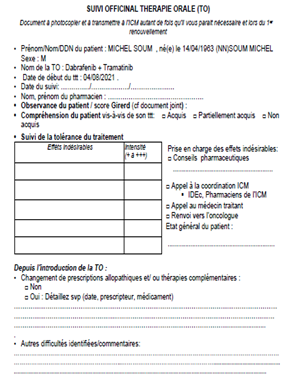 SUIVI OFFICINAL THERAPIE ORALE (TO)
Document à photocopier et à transmettre à l'ICM autant de fois qu'il vous parait nécessaire et lors du 1er
renouvellement
• Prénom/Nom/DDN du patient : MICHEL SOUM , né(e) le 14/04/1963 (NN)SOUM MICHEL
Sexe : M
• Nom de la TO : Dabrafenib + Tramatinib
• Date de début du ttt : 04/08/2021 .
• Date du suivi: ............/............/............
• Nom, prénom du pharmacien : ............................
• Observance du patient / score Girerd (cf document joint) :
• Compréhension du patient vis-à-vis de son ttt: □ Acquis □ Partiellement acquis □ Non
acquis
• Suivi de la tolérance du traitement
Effets indésirables
Intensité
(+ à +++)
Prise en charge des effets indésirables:
□ Conseils pharmaceutiques
............................
□ Appel à la coordination ICM
• IDEc, Pharmaciens de l'ICM
□ Appel au médecin traitant
□ Renvoi vers l'oncologue
Etat général du patient :
............................
Depuis l'introduction de la TO :
• Changement de prescriptions allopathiques et/ ou thérapies complémentaires :
□ Non
□ Oui : Détaillez svp (date, prescripteur, médicament)
............................
............................
............................
• Autres difficultés identifiées/commentaires:
............................
............................
............................